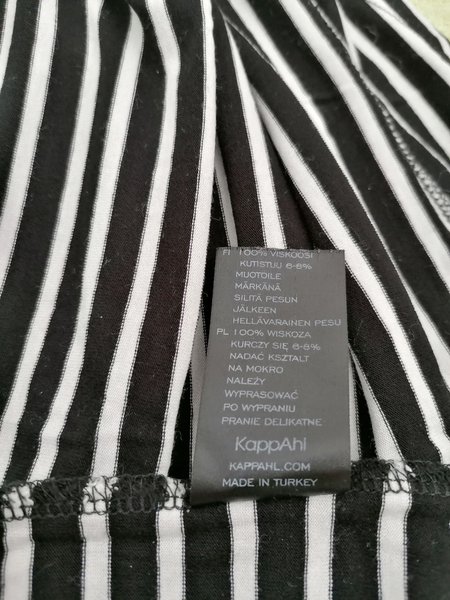 FI 100% VISKOOSI
KUTISTUU 6-8%
MUOTOILE
MÄRKÄNÄ
SILITÄ PESUN
JÄLKEEN
HELLÄVARAINEN PESU
PL 100% WISKOZA
KURCZY SIĘ 6-8%
NADAĆ KSZTALT
NA MOKRO
NALEŻY
WYPRASOWAĆ
PO WYPRANIU
PRANIE DELIKATNE
KappAhl
KAPPAHL.COM
MADE IN TURKEY